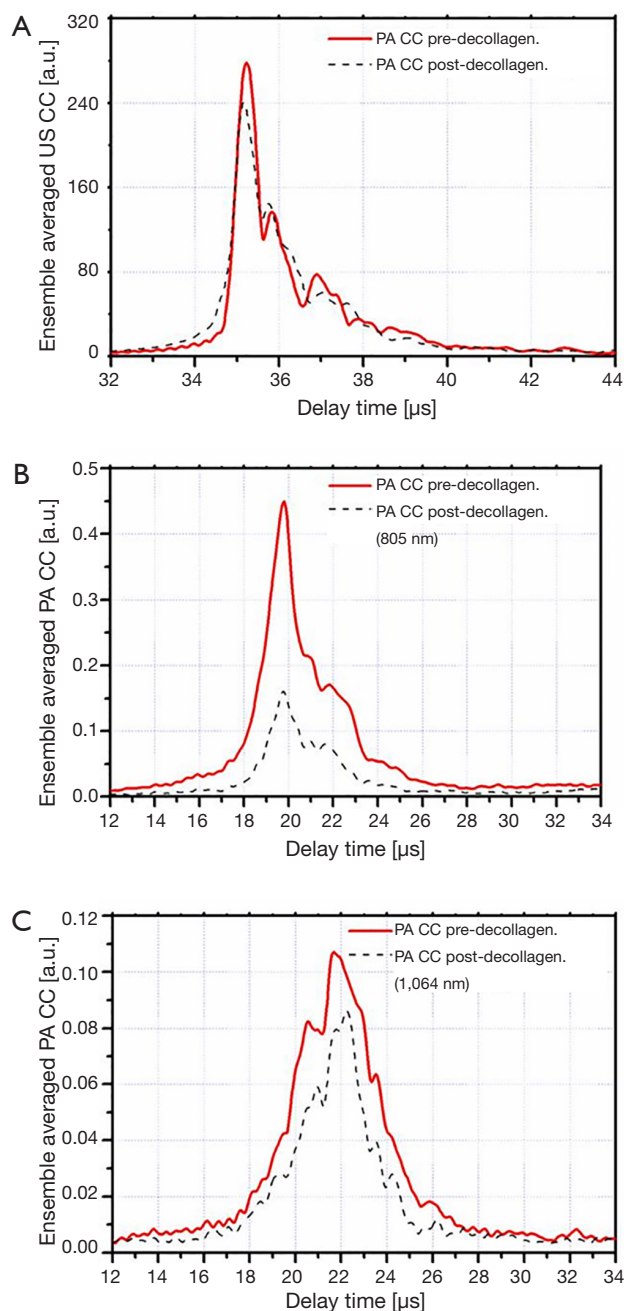 A
Ensemble averaged US CC [a.u.]
320
240
160
80
0
PA CC pre-decollagen.
PA CC post-decollagen.
32 34 36 38 40 42 44
Delay time [µs]
B
Ensemble averaged PA CC [a.u.]
0.5
0.4
0.3
0.2
0.1
0.0
PA CC pre-decollagen.
PA CC post-decollagen.
(805 nm)
12 14 16 18 20 22 24 26 28 30 32 34
Delay time [µs]
C
Ensemble averaged PA CC [a.u.]
0.12
0.10
0.08
0.06
0.04
0.02
0.00
PA CC pre-decollagen.
PA CC post-decollagen.
(1,064 nm)
12 14 16 18 20 22 24 26 28 30 32 34
Delay time [µs]